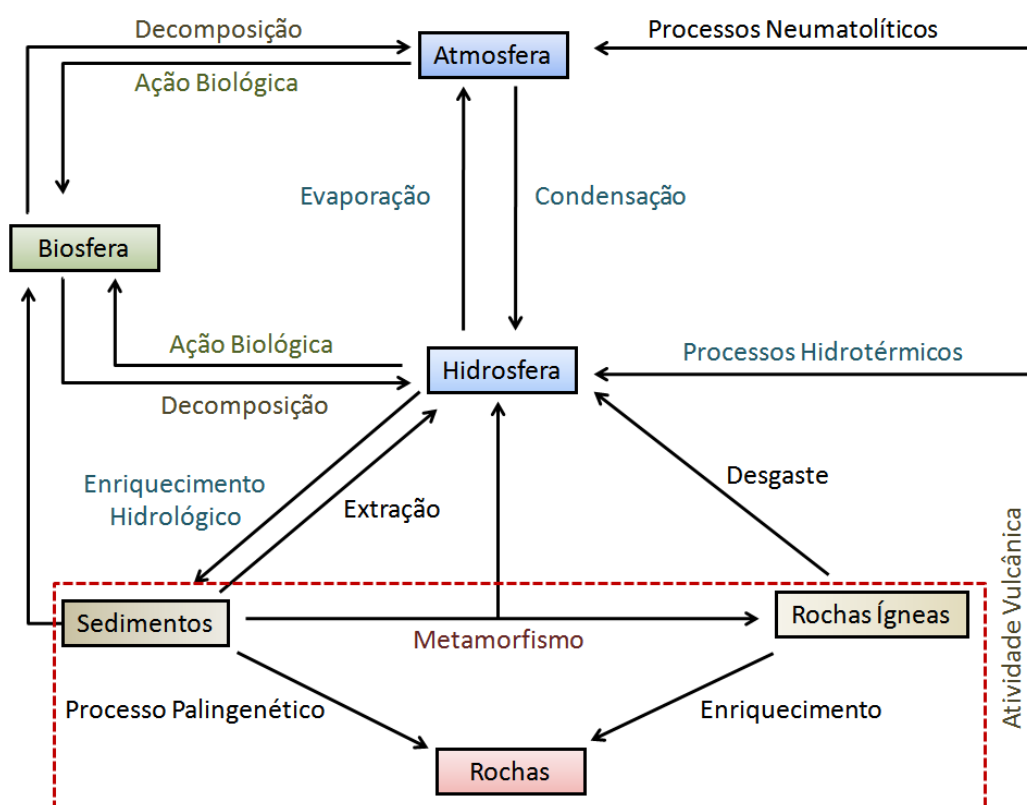 Decomposição
Atmosfera
Processos Neumatolíticos
Ação Biológica
Evaporação
Condensação
Biosfera
Ação Biológica
Hidrosfera
Processos Hidrotérmicos
Decomposição
Enriquecimento
Hidrológico
Extração
Desgaste
Atividade Vulcânica
Sedimentos
Metamorfismo
Rochas Ígneas
Processo Palingenético
Enriquecimento
Rochas